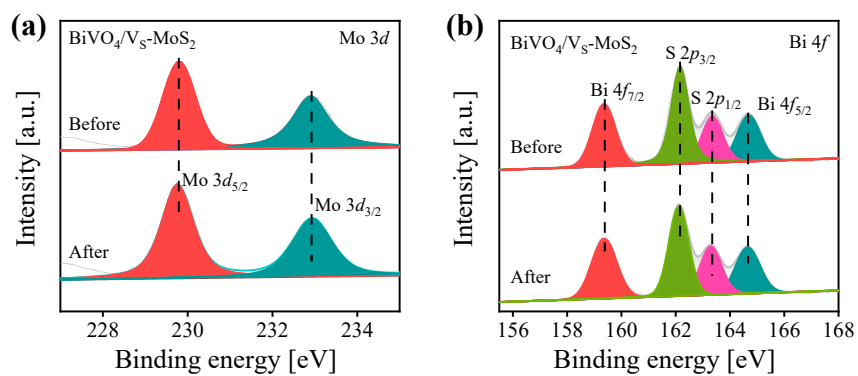 (a)
BiVO₄/V_S-MoS₂
Mo 3d
Before
Mo 3d₅/₂
Mo 3d₃/₂
After
Intensity [a.u.]
228 230 232 234
Binding energy [eV]
(b)
BiVO₄/V_S-MoS₂
S 2p₃/₂
Bi 4f
Bi 4f₇/₂
S 2p₁/₂
Bi 4f₅/₂
Before
After
Intensity [a.u.]
156 158 160 162 164 166 168
Binding energy [eV]